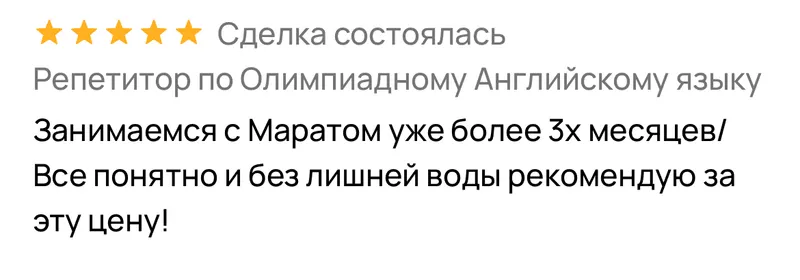 Сделка состоялась
Репетитор по Олимпиадному Английскому языку
Занимаемся с Маратом уже более 3х месяцев/
Все понятно и без лишней воды рекомендую за
эту цену!